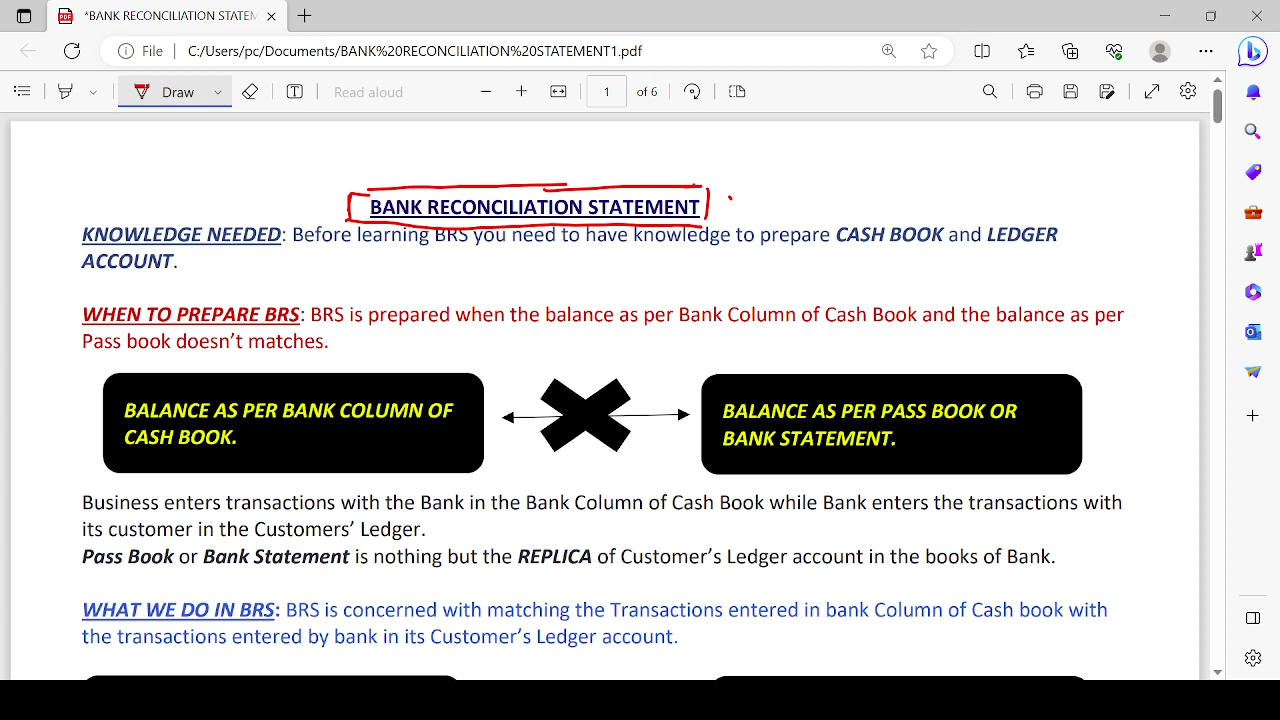 *BANK RECONCILIATION STATEM
File
C:/Users/pc/Documents/BANK%20RECONCILIATION%20STATEMENT1.pdf
Draw
Read aloud
1 of 6
BANK RECONCILIATION STATEMENT
KNOWLEDGE NEEDED: Before learning BRS you need to have knowledge to prepare CASH BOOK and LEDGER
ACCOUNT.
WHEN TO PREPARE BRS: BRS is prepared when the balance as per Bank Column of Cash Book and the balance as per
Pass book doesn't matches.
BALANCE AS PER BANK COLUMN OF
CASH BOOK.
BALANCE AS PER PASS BOOK OR
BANK STATEMENT.
Business enters transactions with the Bank in the Bank Column of Cash Book while Bank enters the transactions with
its customer in the Customers' Ledger.
Pass Book or Bank Statement is nothing but the REPLICA of Customer's Ledger account in the books of Bank.
WHAT WE DO IN BRS: BRS is concerned with matching the Transactions entered in bank Column of Cash book with
the transactions entered by bank in its Customer's Ledger account.